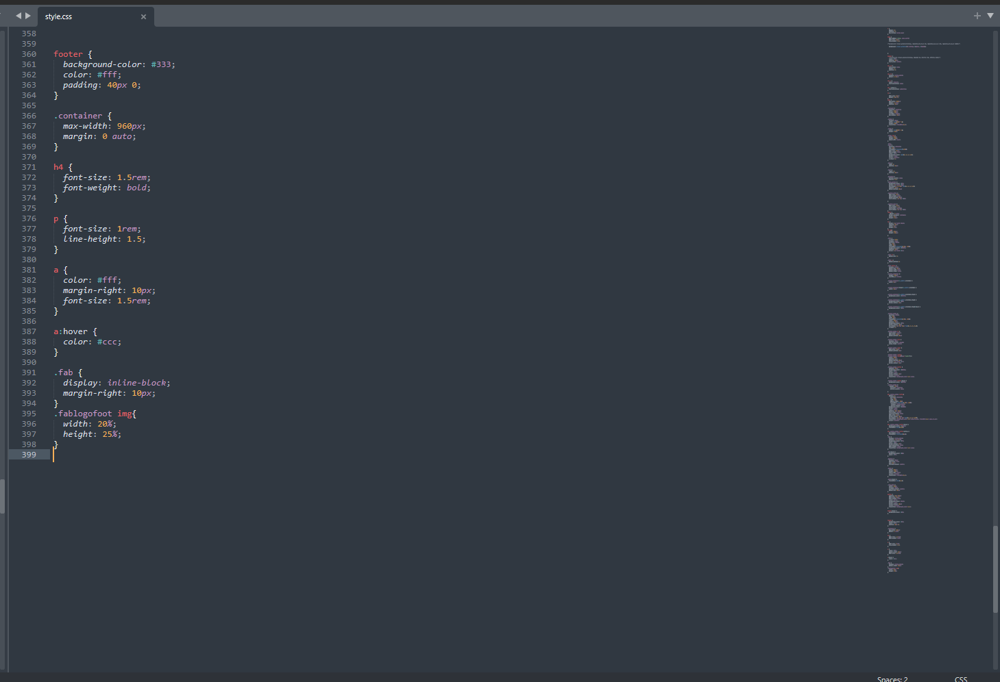 style.css ×
358
359
360 footer {
361 background-color: #333;
362 color: #fff;
363 padding: 40px 0;
364 }
365
366 .container {
367 max-width: 960px;
368 margin: 0 auto;
369 }
370
371 h4 {
372 font-size: 1.5rem;
373 font-weight: bold;
374 }
375
376 p {
377 font-size: 1rem;
378 line-height: 1.5;
379 }
380
381 a {
382 color: #fff;
383 margin-right: 10px;
384 font-size: 1.5rem;
385 }
386
387 a:hover {
388 color: #ccc;
389 }
390
391 .fab {
392 display: inline-block;
393 margin-right: 10px;
394 }
395 .fablogofoot img{
396 width: 20%;
397 height: 25%;
398 }
399
Spaces: 2 CSS